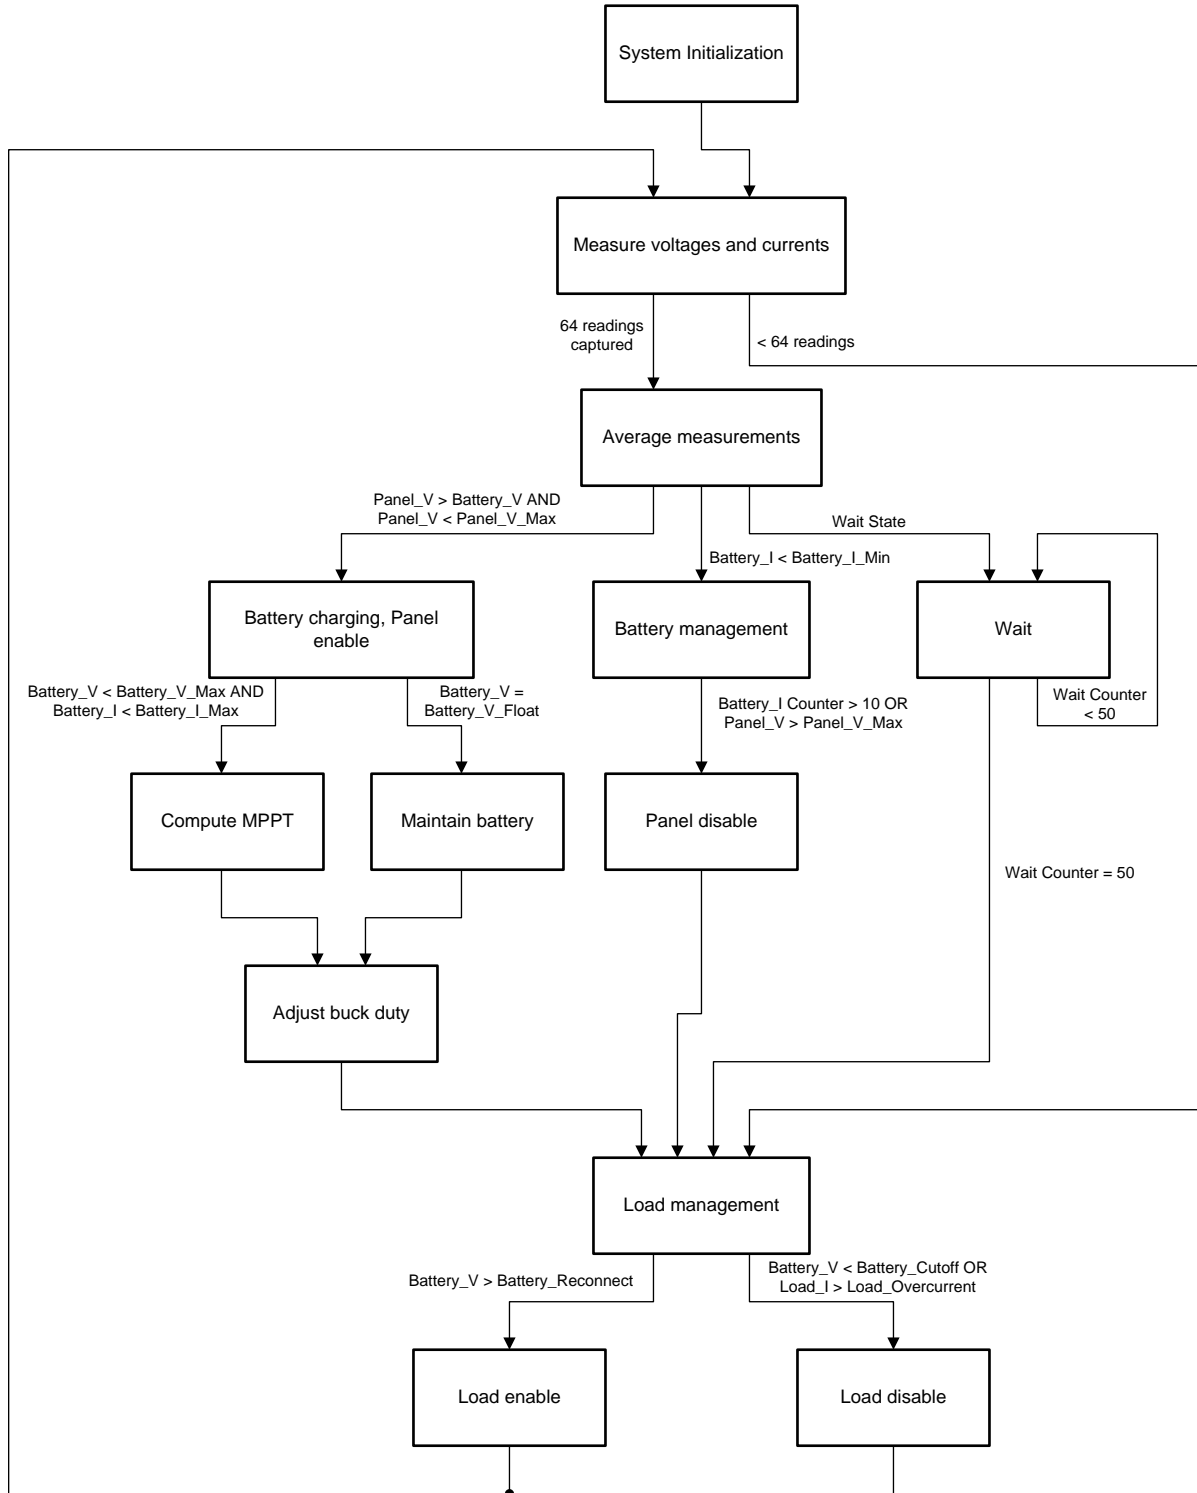 System Initialization
Measure voltages and currents
64 readings
captured
< 64 readings
Average measurements
Panel_V > Battery_V AND
Panel_V < Panel_V_Max
Battery_I < Battery_I_Min
Wait State
Battery charging, Panel
enable
Battery management
Wait
Battery_V < Battery_V_Max AND
Battery_I < Battery_I_Max
Battery_V =
Battery_V_Float
Battery_I Counter > 10 OR
Panel_V > Panel_V_Max
Wait Counter
< 50
Compute MPPT
Maintain battery
Panel disable
Wait Counter = 50
Adjust buck duty
Load management
Battery_V > Battery_Reconnect
Battery_V < Battery_Cutoff OR
Load_I > Load_Overcurrent
Load enable
Load disable